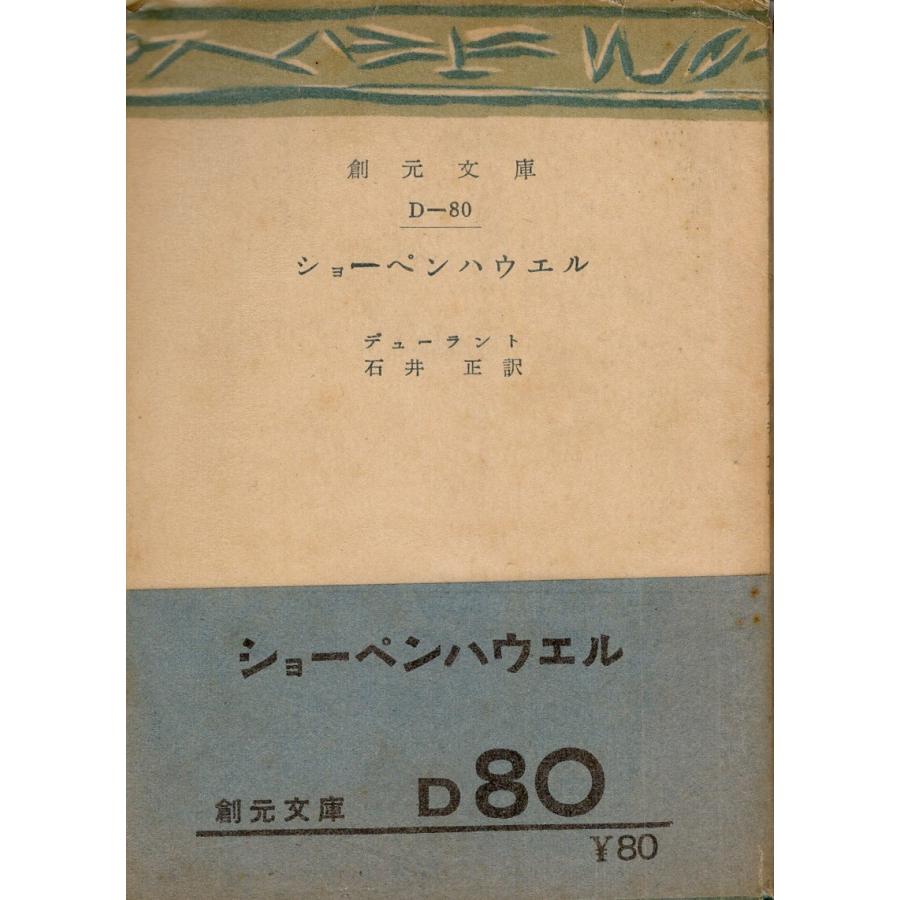 創元文庫
D—80
ショーペンハウエル
デューラント
石井 正訳
ショーペンハウエル
創元文庫 D80
¥80